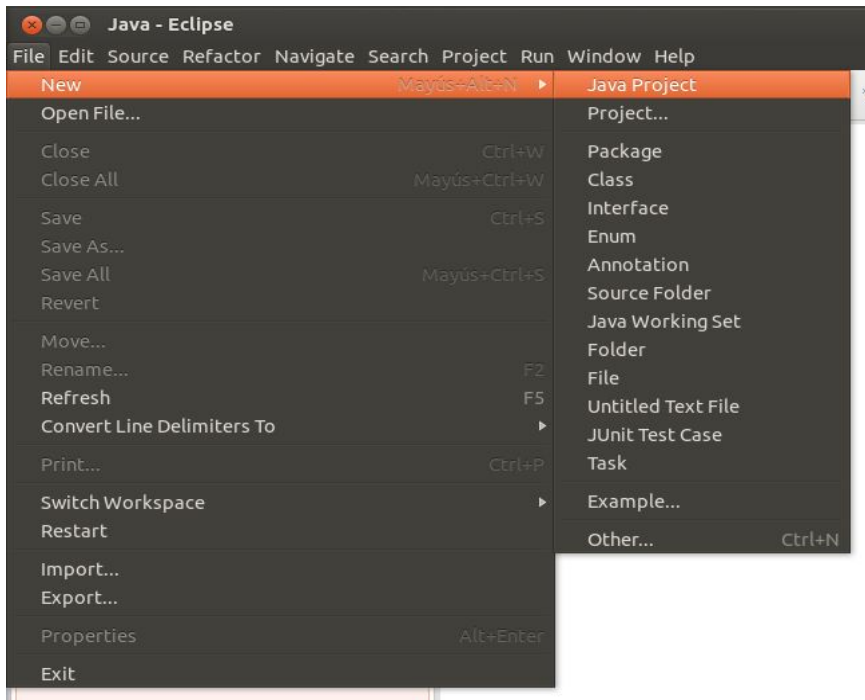 Java - Eclipse
File Edit Source Refactor Navigate Search Project Run Window Help
New Mayús+Alt+N
Open File...
Close Ctrl+W
Close All Mayús+Ctrl+W
Save Ctrl+S
Save As...
Save All Mayús+Ctrl+S
Revert
Move...
Rename... F2
Refresh F5
Convert Line Delimiters To
Print... Ctrl+P
Switch Workspace
Restart
Import...
Export...
Properties Alt+Enter
Exit
Java Project
Project...
Package
Class
Interface
Enum
Annotation
Source Folder
Java Working Set
Folder
File
Untitled Text File
JUnit Test Case
Task
Example...
Other... Ctrl+N